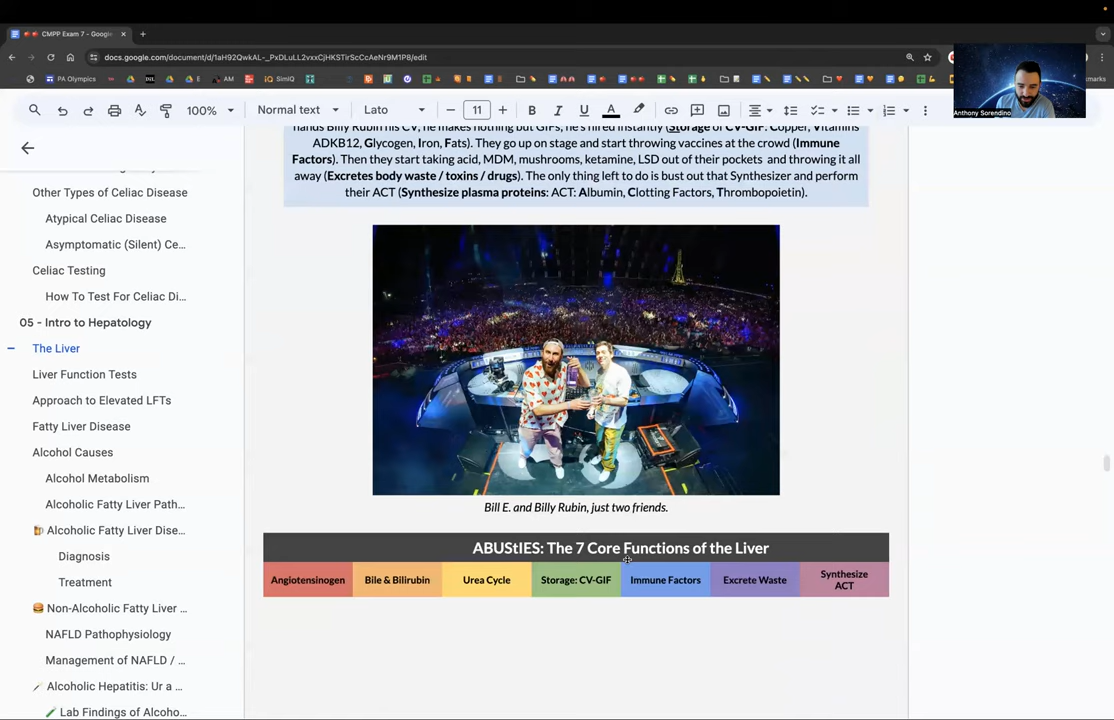 CMPP Exam 7 - Google
docs.google.com/document/d/1aH92QwkAL-_PxDLuLL2vxxCjHKSTirScCcAeNr9M1P8/edit
PA Olympics
DXL
E
AM
IQ
SimIQ
100%
Normal text
Lato
11
Anthony Sorendino
hands Billy Rubin his CV, he makes nothing but GIFs, he's hired instantly (Storage of CV-GIF: Copper, Vitamins
ADKB12, Glycogen, Iron, Fats). They go up on stage and start throwing vaccines at the crowd (Immune
Factors). Then they start taking acid, MDM, mushrooms, ketamine, LSD out of their pockets and throwing it all
away (Excretes body waste / toxins / drugs). The only thing left to do is bust out that Synthesizer and perform
their ACT (Synthesize plasma proteins: ACT: Albumin, Clotting Factors, Thrombopoietin).
Bill E. and Billy Rubin, just two friends.
ABUStIES: The 7 Core Functions of the Liver
Angiotensinogen
Bile & Bilirubin
Urea Cycle
Storage: CV-GIF
Immune Factors
Excrete Waste
Synthesize
ACT
Other Types of Celiac Disease
Atypical Celiac Disease
Asymptomatic (Silent) Ce...
Celiac Testing
How To Test For Celiac Di...
05 - Intro to Hepatology
The Liver
Liver Function Tests
Approach to Elevated LFTs
Fatty Liver Disease
Alcohol Causes
Alcohol Metabolism
Alcoholic Fatty Liver Path...
Alcoholic Fatty Liver Dise...
Diagnosis
Treatment
Non-Alcoholic Fatty Liver ...
NAFLD Pathophysiology
Management of NAFLD / ...
Alcoholic Hepatitis: Ur a ...
Lab Findings of Alcoho...